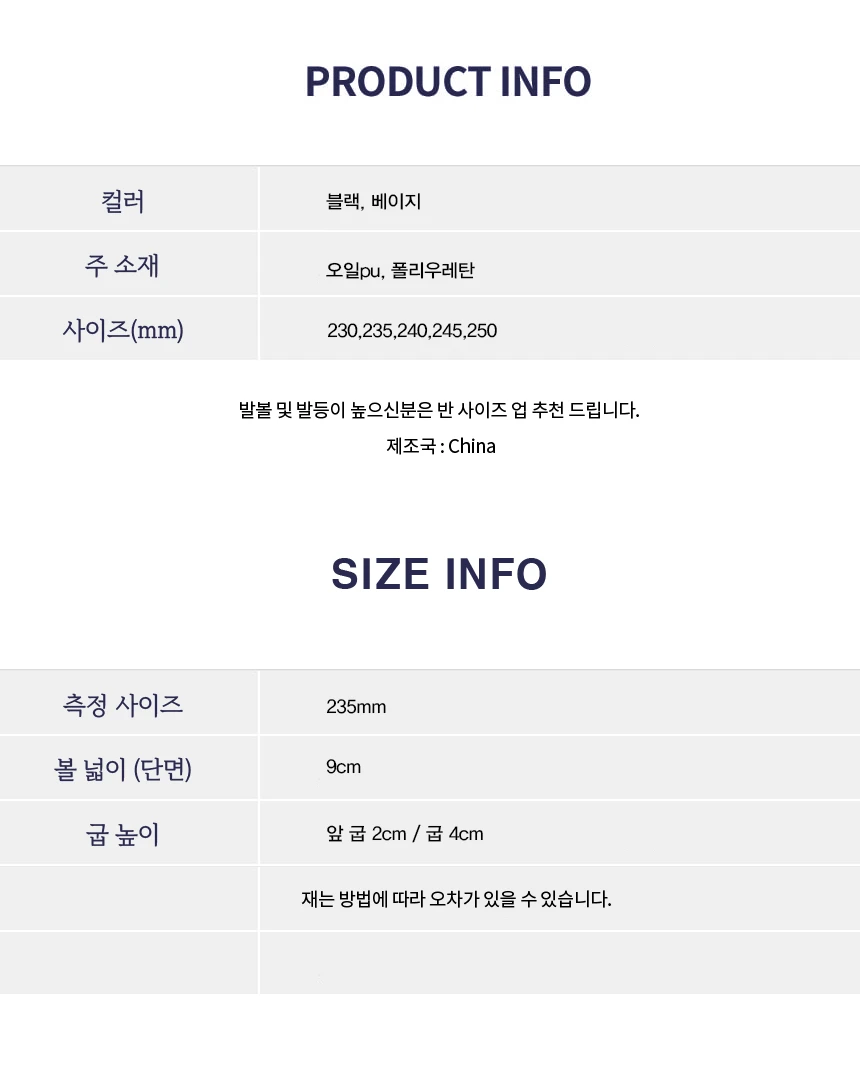 PRODUCT INFO
컬러 블랙, 베이지
주 소재 오일pu, 폴리우레탄
사이즈(mm) 230,235,240,245,250
발볼 및 발등이 높으신분은 반 사이즈 업 추천 드립니다.
제조국 : China
SIZE INFO
측정 사이즈 235mm
볼 넓이 (단면) 9cm
굽 높이 앞 굽 2cm / 굽 4cm
재는 방법에 따라 오차가 있을 수 있습니다.